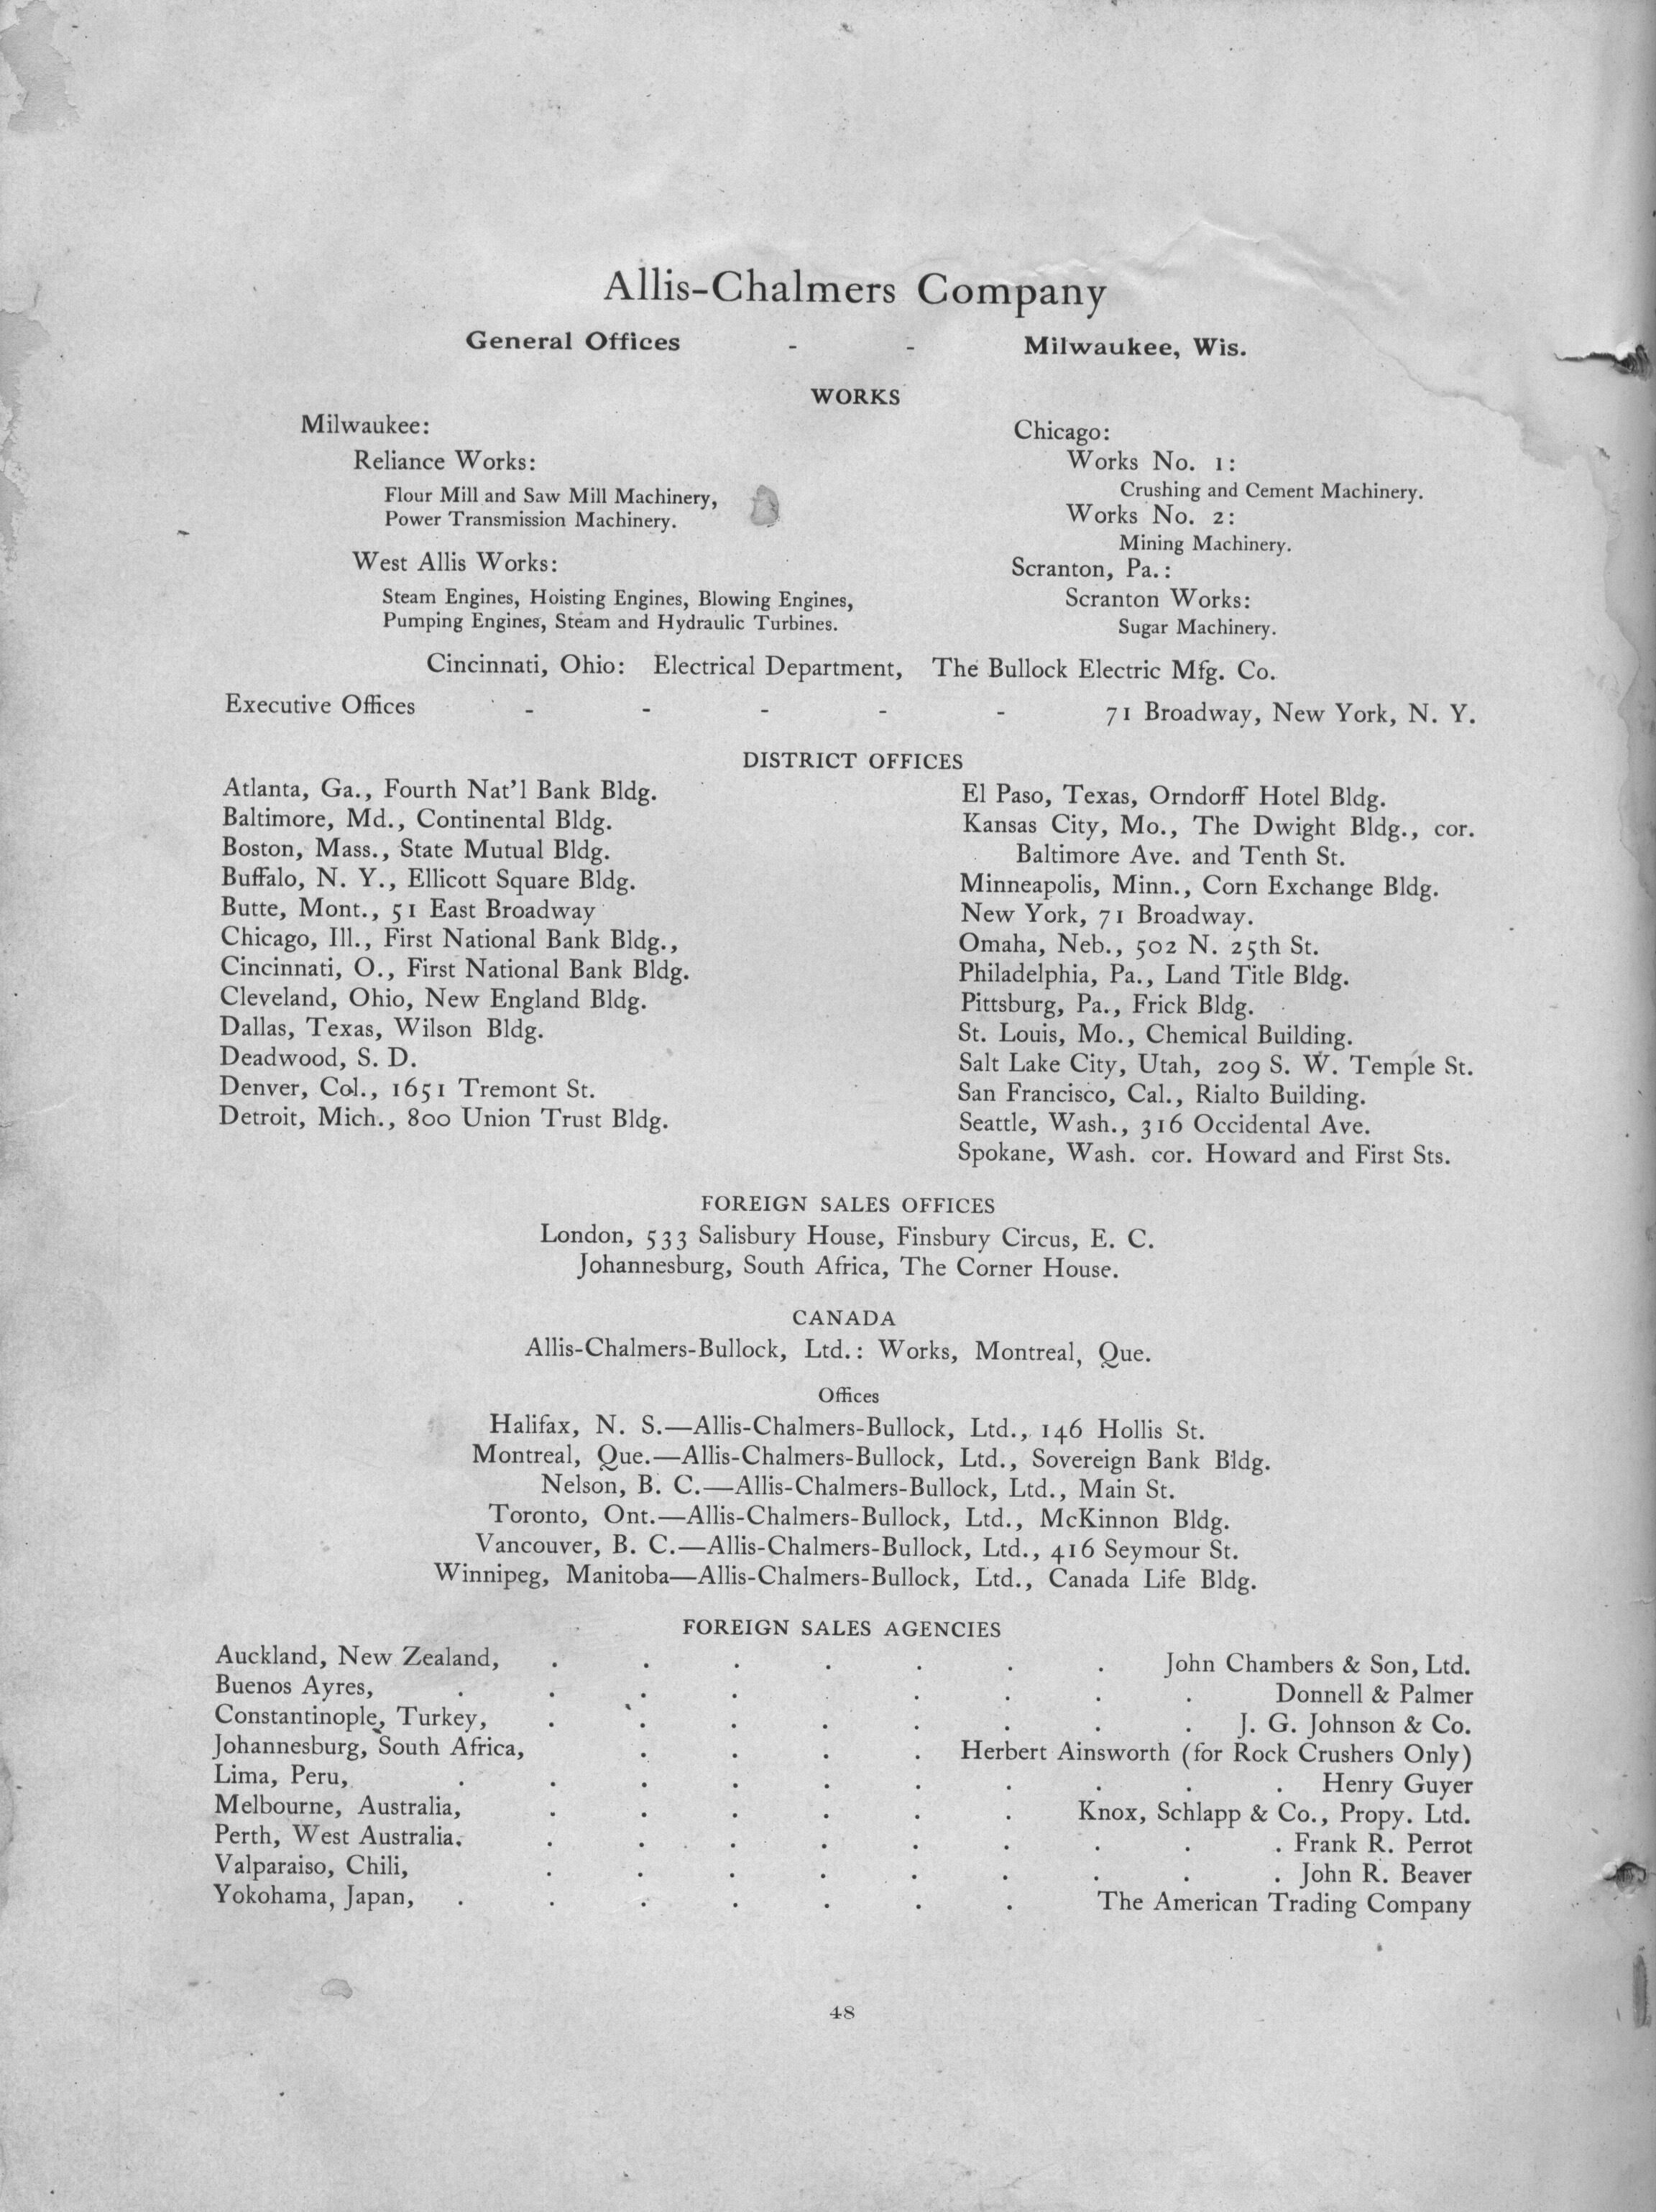 Allis-Chalmers Company
General Offices - - Milwaukee, Wis.
WORKS
Milwaukee:
Reliance Works:
Flour Mill and Saw Mill Machinery,
Power Transmission Machinery.
West Allis Works:
Steam Engines, Hoisting Engines, Blowing Engines,
Pumping Engines, Steam and Hydraulic Turbines.
Chicago:
Works No. 1:
Crushing and Cement Machinery.
Works No. 2:
Mining Machinery.
Scranton, Pa.:
Scranton Works:
Sugar Machinery.
Cincinnati, Ohio: Electrical Department, The Bullock Electric Mfg. Co.
Executive Offices - - - - - 71 Broadway, New York, N. Y.
DISTRICT OFFICES
Atlanta, Ga., Fourth Nat'l Bank Bldg.
Baltimore, Md., Continental Bldg.
Boston, Mass., State Mutual Bldg.
Buffalo, N. Y., Ellicott Square Bldg.
Butte, Mont., 51 East Broadway
Chicago, Ill., First National Bank Bldg.,
Cincinnati, O., First National Bank Bldg.
Cleveland, Ohio, New England Bldg.
Dallas, Texas, Wilson Bldg.
Deadwood, S. D.
Denver, Col., 1651 Tremont St.
Detroit, Mich., 800 Union Trust Bldg.
El Paso, Texas, Orndorff Hotel Bldg.
Kansas City, Mo., The Dwight Bldg., cor.
Baltimore Ave. and Tenth St.
Minneapolis, Minn., Corn Exchange Bldg.
New York, 71 Broadway.
Omaha, Neb., 502 N. 25th St.
Philadelphia, Pa., Land Title Bldg.
Pittsburg, Pa., Frick Bldg.
St. Louis, Mo., Chemical Building.
Salt Lake City, Utah, 209 S. W. Temple St.
San Francisco, Cal., Rialto Building.
Seattle, Wash., 316 Occidental Ave.
Spokane, Wash. cor. Howard and First Sts.
FOREIGN SALES OFFICES
London, 533 Salisbury House, Finsbury Circus, E. C.
Johannesburg, South Africa, The Corner House.
CANADA
Allis-Chalmers-Bullock, Ltd.: Works, Montreal, Que.
Offices
Halifax, N. S.—Allis-Chalmers-Bullock, Ltd., 146 Hollis St.
Montreal, Que.—Allis-Chalmers-Bullock, Ltd., Sovereign Bank Bldg.
Nelson, B. C.—Allis-Chalmers-Bullock, Ltd., Main St.
Toronto, Ont.—Allis-Chalmers-Bullock, Ltd., McKinnon Bldg.
Vancouver, B. C.—Allis-Chalmers-Bullock, Ltd., 416 Seymour St.
Winnipeg, Manitoba—Allis-Chalmers-Bullock, Ltd., Canada Life Bldg.
FOREIGN SALES AGENCIES
Auckland, New Zealand, . . . . . . . John Chambers & Son, Ltd.
Buenos Ayres, . . . . . . . . Donnell & Palmer
Constantinople, Turkey, . . . . . . . . J. G. Johnson & Co.
Johannesburg, South Africa, . . . . Herbert Ainsworth (for Rock Crushers Only)
Lima, Peru, . . . . . . . . . . Henry Guyer
Melbourne, Australia, . . . . . . Knox, Schlapp & Co., Propy. Ltd.
Perth, West Australia. . . . . . . . . . Frank R. Perrot
Valparaiso, Chili, . . . . . . . . . John R. Beaver
Yokohama, Japan, . . . . . . . The American Trading Company
48